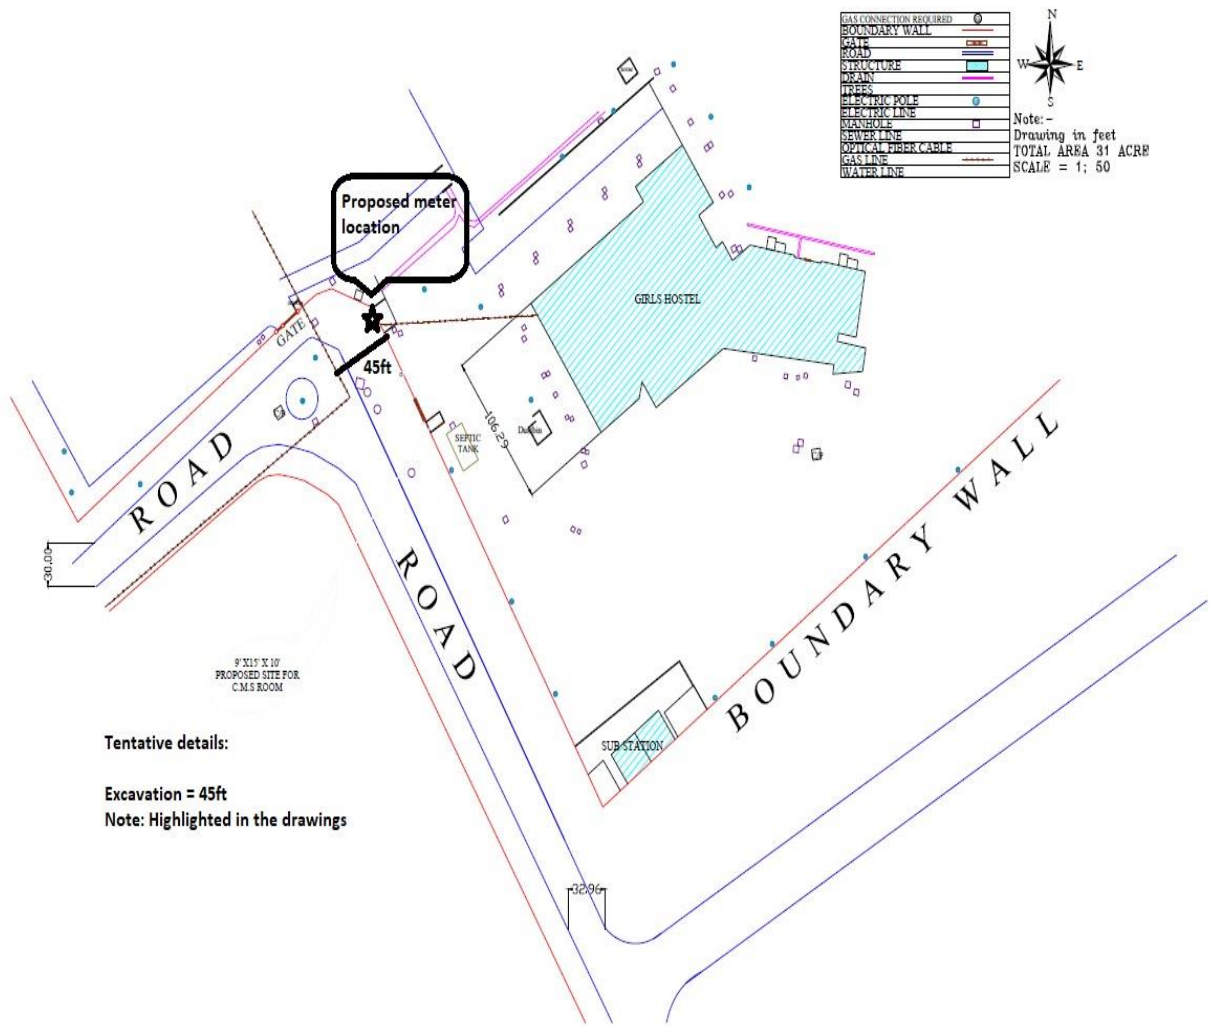 GAS CONNECTION REQUIRED
BOUNDARY WALL
GATE
ROAD
STRUCTURE
DRAIN
TREES
ELECTRIC POLE
ELECTRIC LINE
MANHOLE
SEWER LINE
OPTICAL FIBER CABLE
GAS LINE
WATER LINE
N
W E
S
Note:-
Drawing in feet
TOTAL AREA 31 ACRE
SCALE = 1; 50
Proposed meter
location
GIRLS HOSTEL
GATE
45ft
106.29
SEPTIC
TANK
ROAD
30.00
ROAD
BOUNDARY WALL
9' X15' X 10'
PROPOSED SITE FOR
C.M.S ROOM
SUB STATION
Tentative details:
Excavation = 45ft
Note: Highlighted in the drawings
32.96